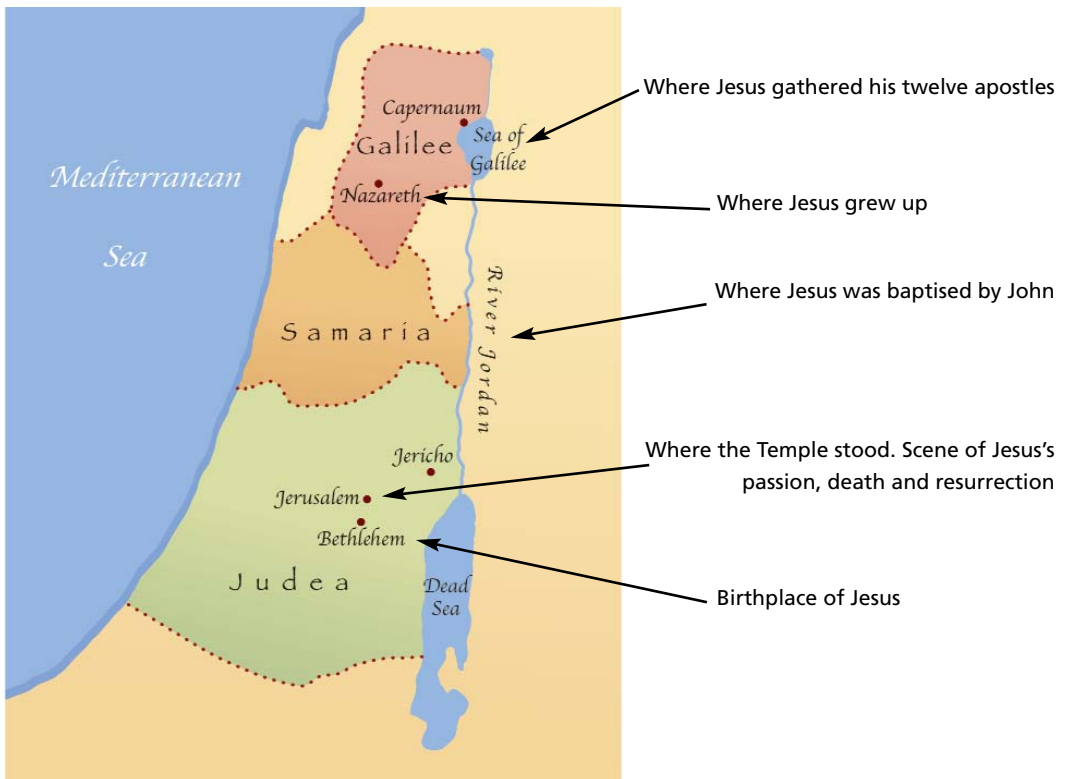 Where Jesus gathered his twelve apostles
Capernaum
Sea of
Galilee
Galilee
Mediterranean
Sea
Nazareth
Where Jesus grew up
River Jordan
Where Jesus was baptised by John
Samaria
Where the Temple stood. Scene of Jesus's
passion, death and resurrection
Jericho
Jerusalem
Bethlehem
Judea
Dead
Sea
Birthplace of Jesus